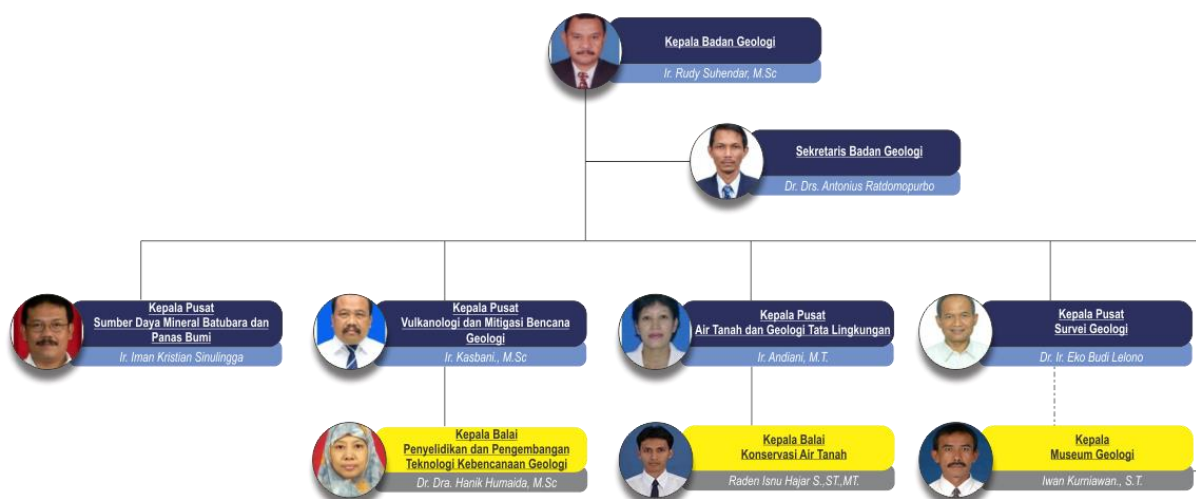 Kepala Badan Geologi
Ir. Rudy Suhendar, M.Sc
Sekretaris Badan Geologi
Dr. Drs. Antonius Ratdomopurbo
Kepala Pusat
Sumber Daya Mineral Batubara dan
Panas Bumi
Ir. Iman Kristian Sinulingga
Kepala Pusat
Vulkanologi dan Mitigasi Bencana
Geologi
Ir. Kasbani., M.Sc
Kepala Pusat
Air Tanah dan Geologi Tata Lingkungan
Ir. Andiani, M.T.
Kepala Pusat
Survei Geologi
Dr. Ir. Eko Budi Lelono
Kepala Balai
Penyelidikan dan Pengembangan
Teknologi Kebencanaan Geologi
Dr. Dra. Hanik Humaida, M.Sc
Kepala Balai
Konservasi Air Tanah
Raden Isnu Hajar S.,ST.,MT.
Kepala
Museum Geologi
Iwan Kurniawan., S.T.